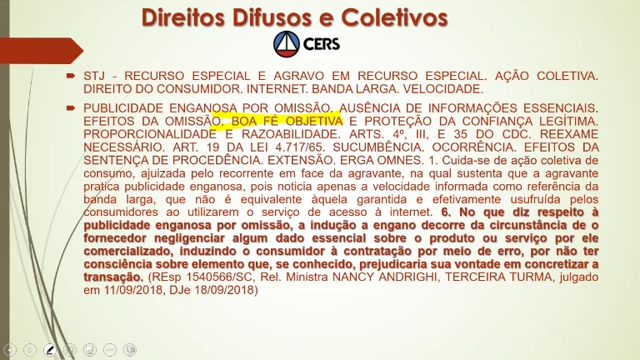 Direitos Difusos e Coletivos
CERS
STJ - RECURSO ESPECIAL E AGRAVO EM RECURSO ESPECIAL. AÇÃO COLETIVA.
DIREITO DO CONSUMIDOR. INTERNET. BANDA LARGA. VELOCIDADE.
PUBLICIDADE ENGANOSA POR OMISSÃO. AUSÊNCIA DE INFORMAÇÕES ESSENCIAIS.
EFEITOS DA OMISSÃO. BOA FÉ OBJETIVA E PROTEÇÃO DA CONFIANÇA LEGÍTIMA.
PROPORCIONALIDADE E RAZOABILIDADE. ARTS. 4º, III, E 35 DO CDC. REEXAME
NECESSÁRIO. ART. 19 DA LEI 4.717/65. SUCUMBÊNCIA. OCORRÊNCIA. EFEITOS DA
SENTENÇA DE PROCEDÊNCIA. EXTENSÃO. ERGA OMNES. 1. Cuida-se de ação coletiva de
consumo, ajuizada pelo recorrente em face da agravante, na qual sustenta que a agravante
pratica publicidade enganosa, pois noticia apenas a velocidade informada como referência da
banda larga, que não é equivalente àquela garantida e efetivamente usufruída pelos
consumidores ao utilizarem o serviço de acesso à internet. 6. No que diz respeito à
publicidade enganosa por omissão, a indução a engano decorre da circunstância de o
fornecedor negligenciar algum dado essencial sobre o produto ou serviço por ele
comercializado, induzindo o consumidor à contratação por meio de erro, por não ter
consciência sobre elemento que, se conhecido, prejudicaria sua vontade em concretizar a
transação. (REsp 1540566/SC, Rel. Ministra NANCY ANDRIGHI, TERCEIRA TURMA, julgado
em 11/09/2018, DJe 18/09/2018)